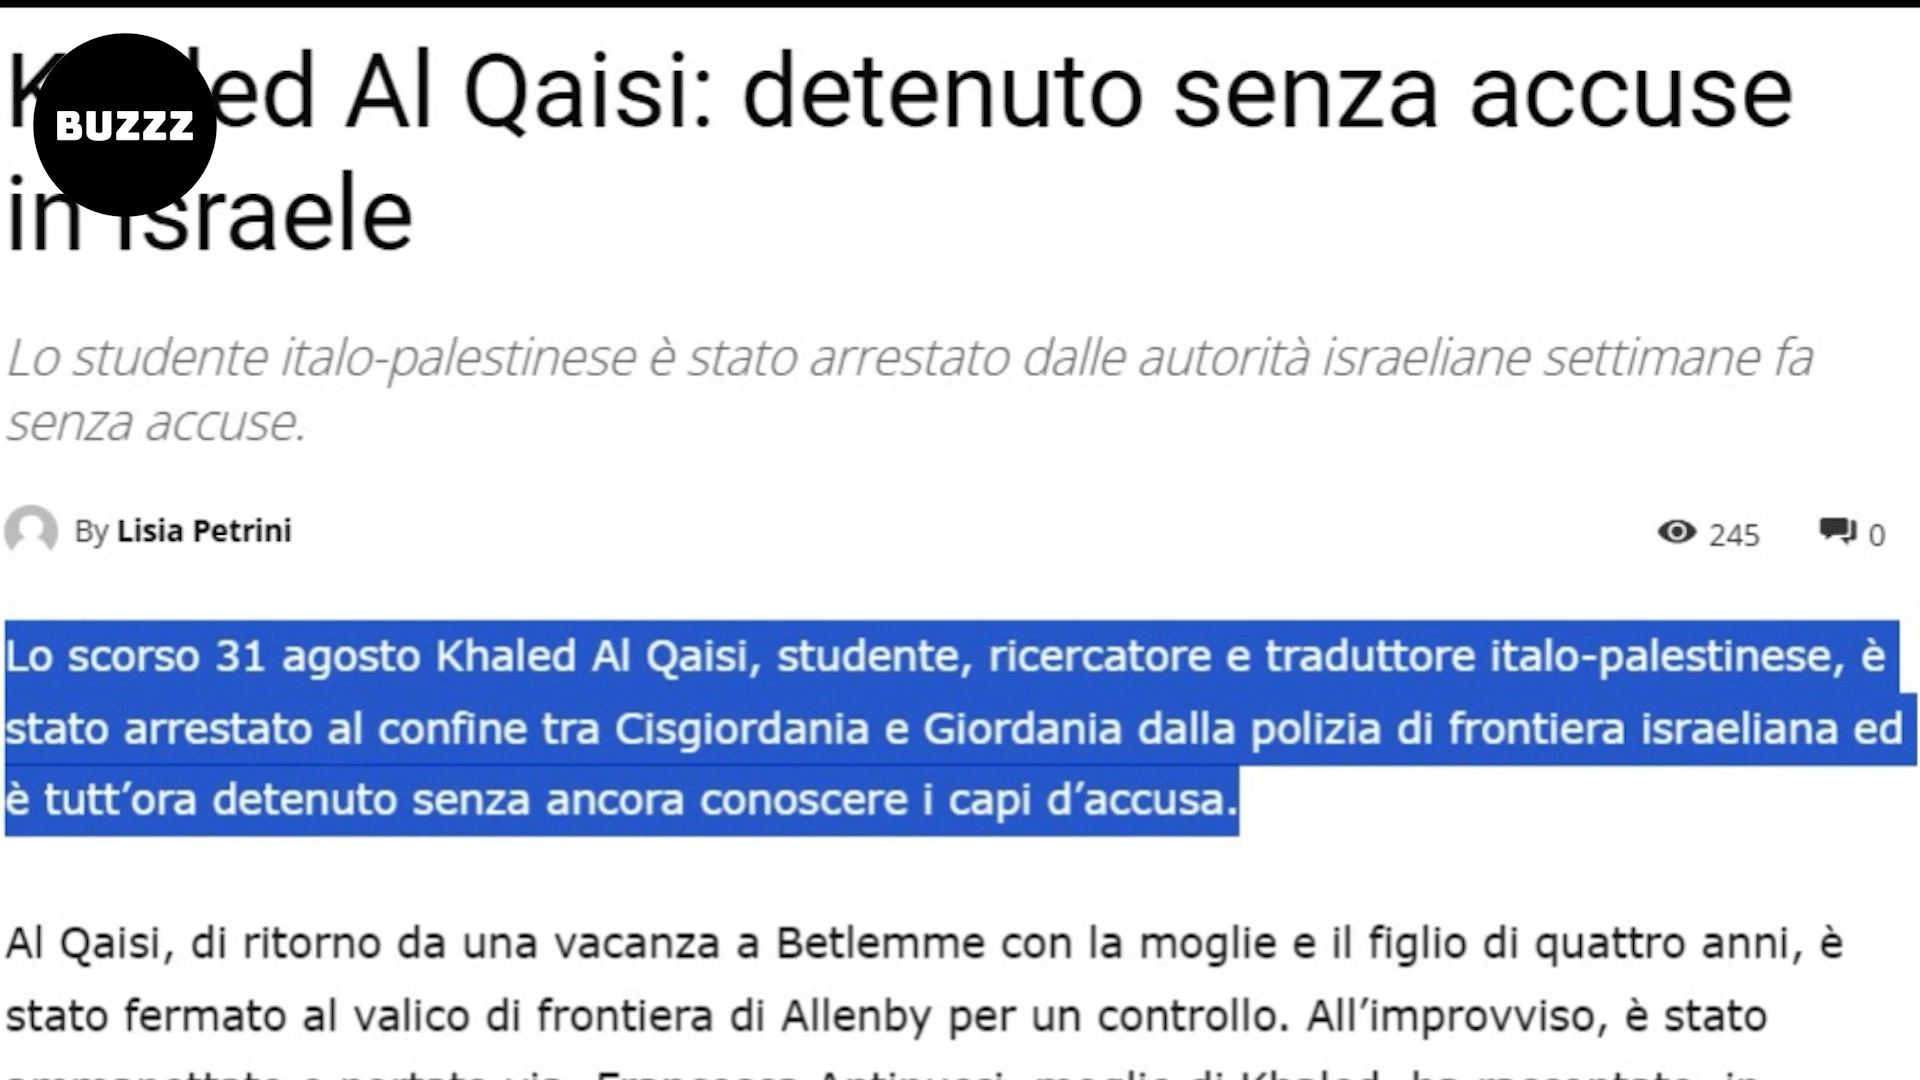 BUZZZ
Khaled Al Qaisi: detenuto senza accuse
in Israele
Lo studente italo-palestinese è stato arrestato dalle autorità israeliane settimane fa
senza accuse.
By Lisia Petrini
245 0
Lo scorso 31 agosto Khaled Al Qaisi, studente, ricercatore e traduttore italo-palestinese, è
stato arrestato al confine tra Cisgiordania e Giordania dalla polizia di frontiera israeliana ed
è tutt’ora detenuto senza ancora conoscere i capi d’accusa.
Al Qaisi, di ritorno da una vacanza a Betlemme con la moglie e il figlio di quattro anni, è
stato fermato al valico di frontiera di Allenby per un controllo. All’improvviso, è stato